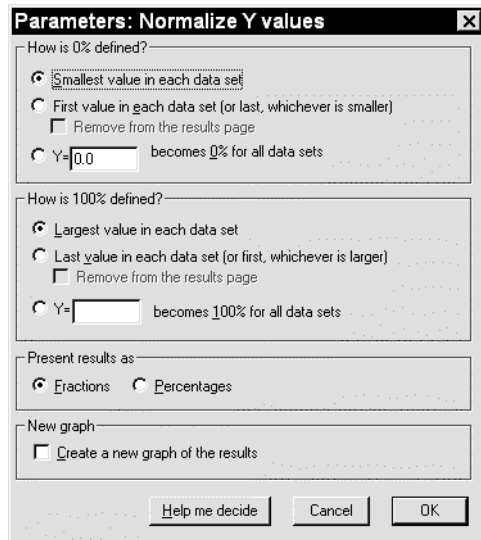 Parameters: Normalize Y values
How is 0% defined?
Smallest value in each data set
First value in each data set (or last, whichever is smaller)
Remove from the results page
Y= 0.0 becomes 0% for all data sets
How is 100% defined?
Largest value in each data set
Last value in each data set (or first, whichever is larger)
Remove from the results page
Y= becomes 100% for all data sets
Present results as
Fractions Percentages
New graph
Create a new graph of the results
Help me decide Cancel OK